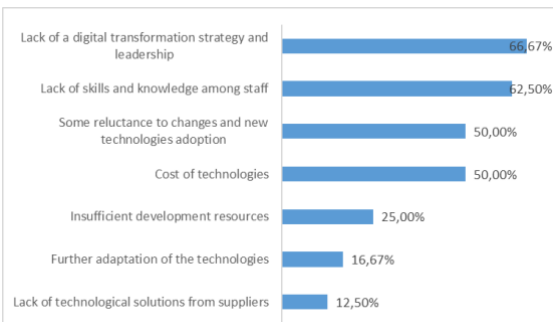 Lack of a digital transformation strategy and
leadership
66,67%
Lack of skills and knowledge among staff
62,50%
Some reluctance to changes and new
technologies adoption
50,00%
Cost of technologies
50,00%
Insufficient development resources
25,00%
Further adaptation of the technologies
16,67%
Lack of technological solutions from suppliers
12,50%